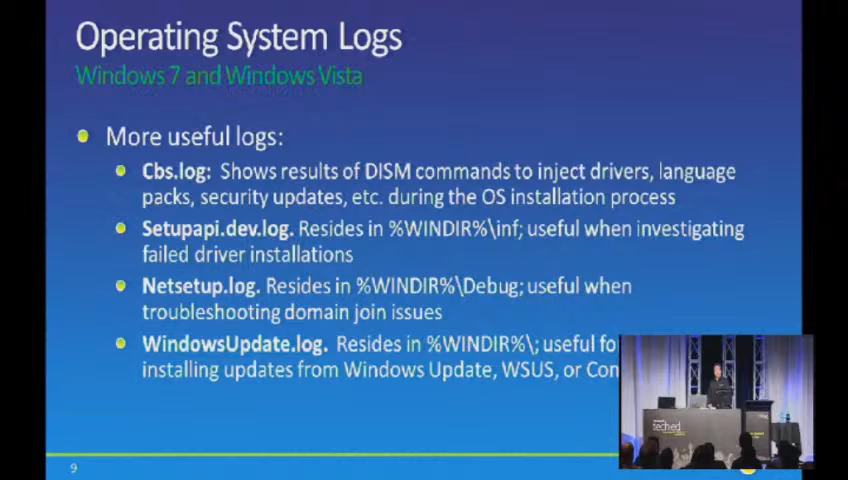 Operating System Logs
Windows 7 and Windows Vista
More useful logs:
Cbs.log: Shows results of DISM commands to inject drivers, language
packs, security updates, etc. during the OS installation process
Setupapi.dev.log. Resides in %WINDIR%\inf; useful when investigating
failed driver installations
Netsetup.log. Resides in %WINDIR%\Debug; useful when
troubleshooting domain join issues
WindowsUpdate.log. Resides in %WINDIR%\; useful fo
installing updates from Windows Update, WSUS, or Con
tech·ed
9